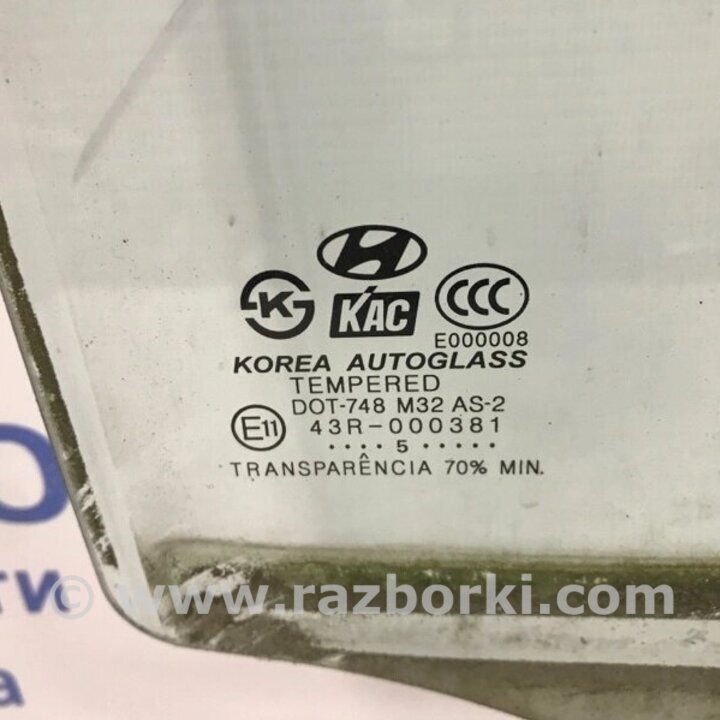 K
KAC
CCC
E000008
KOREA AUTOGLASS
TEMPERED
DOT-748 M32 AS-2
E11 43R-000381
···· 5 ·····
TRANSPARÊNCIA 70% MIN.
© www.razborki.com